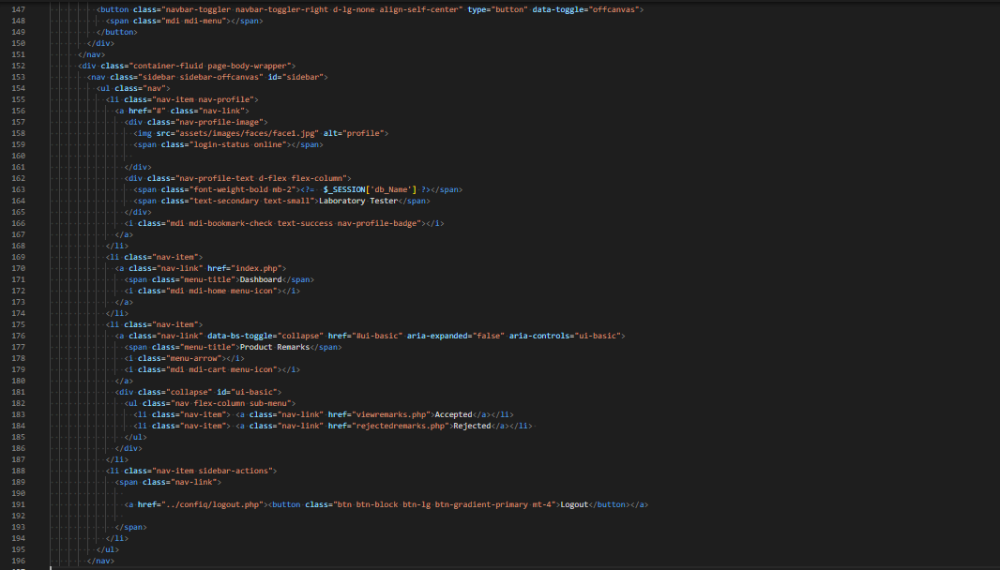 147 <button class="navbar-toggler navbar-toggler-right d-lg-none align-self-center" type="button" data-toggle="offcanvas">
148 <span class="mdi mdi-menu"></span>
149 </button>
150 </div>
151 </nav>
152 <div class="container-fluid page-body-wrapper">
153 <nav class="sidebar sidebar-offcanvas" id="sidebar">
154 <ul class="nav">
155 <li class="nav-item nav-profile">
156 <a href="#" class="nav-link">
157 <div class="nav-profile-image">
158 <img src="assets/images/faces/face1.jpg" alt="profile">
159 <span class="login-status online"></span>
160
161 </div>
162 <div class="nav-profile-text d-flex flex-column">
163 <span class="font-weight-bold mb-2"><?= $_SESSION['db_Name'] ?></span>
164 <span class="text-secondary text-small">Laboratory Tester</span>
165 </div>
166 <i class="mdi mdi-bookmark-check text-success nav-profile-badge"></i>
167 </a>
168 </li>
169 <li class="nav-item">
170 <a class="nav-link" href="index.php">
171 <span class="menu-title">Dashboard</span>
172 <i class="mdi mdi-home menu-icon"></i>
173 </a>
174 </li>
175 <li class="nav-item">
176 <a class="nav-link" data-bs-toggle="collapse" href="#ui-basic" aria-expanded="false" aria-controls="ui-basic">
177 <span class="menu-title">Product Remarks</span>
178 <i class="menu-arrow"></i>
179 <i class="mdi mdi-cart menu-icon"></i>
180 </a>
181 <div class="collapse" id="ui-basic">
182 <ul class="nav flex-column sub-menu">
183 <li class="nav-item"> <a class="nav-link" href="viewremarks.php">Accepted</a></li>
184 <li class="nav-item"> <a class="nav-link" href="rejectedremarks.php">Rejected</a></li>
185 </ul>
186 </div>
187 </li>
188 <li class="nav-item sidebar-actions">
189 <span class="nav-link">
190
191 <a href="../confiq/logout.php"><button class="btn btn-block btn-lg btn-gradient-primary mt-4">Logout</button></a>
192
193 </span>
194 </li>
195 </ul>
196 </nav>